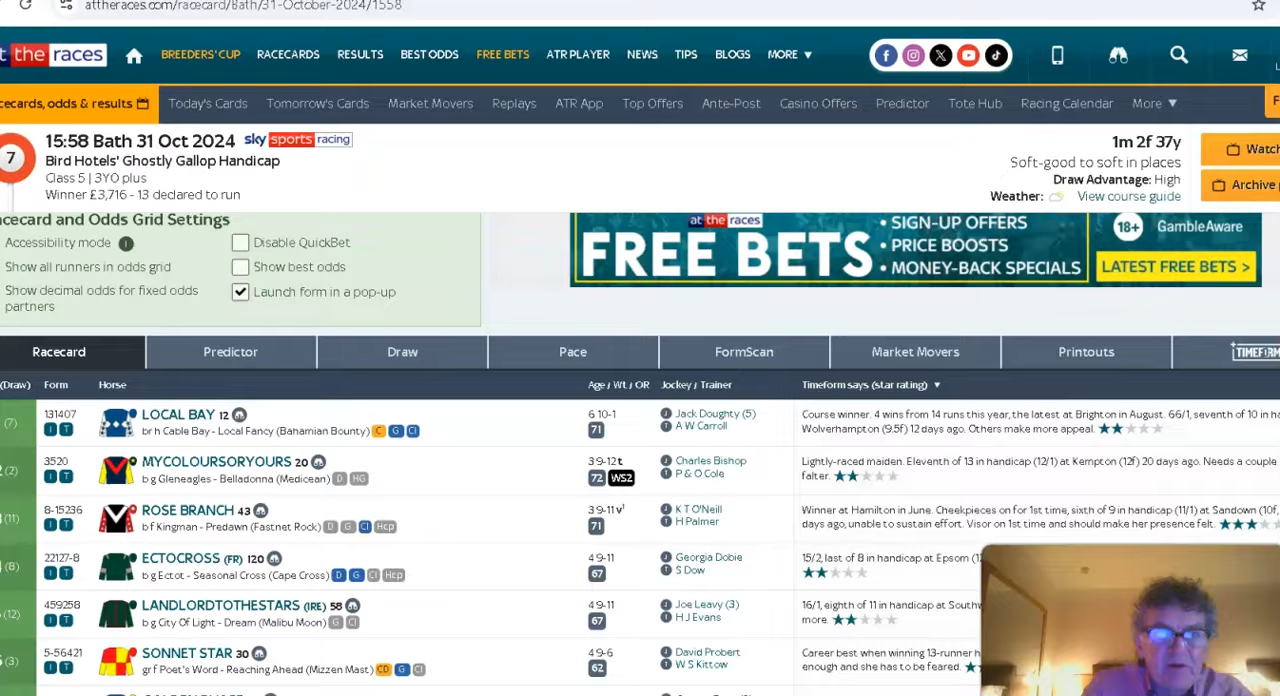 attheraces.com/racecard/Bath/31-October-2024/1558
t the races BREEDERS'CUP RACECARDS RESULTS BEST ODDS FREE BETS ATR PLAYER NEWS TIPS BLOGS MORE ▼
cecards, odds & results Today's Cards Tomorrow's Cards Market Movers Replays ATR App Top Offers Ante-Post Casino Offers Predictor Tote Hub Racing Calendar More ▼
7 15:58 Bath 31 Oct 2024 sky sports racing
Bird Hotels' Ghostly Gallop Handicap
Class 5 | 3YO plus
Winner £3,716 - 13 declared to run
1m 2f 37y
Soft-good to soft in places
Draw Advantage: High
Weather: View course guide
Watc
Archive
acecard and Odds Grid Settings
Accessibility mode Disable QuickBet
Show all runners in odds grid Show best odds
Show decimal odds for fixed odds partners Launch form in a pop-up
at the races
FREE BETS
• SIGN-UP OFFERS
• PRICE BOOSTS
• MONEY-BACK SPECIALS
18+ GambleAware
LATEST FREE BETS >
Racecard Predictor Draw Pace FormScan Market Movers Printouts TIMEFORM
(Draw) Form Horse Age / Wt / OR Jockey / Trainer Timeform says (star rating) ▼
(7) 131407 LOCAL BAY 12 6 10-1 Jack Doughty (5) Course winner. 4 wins from 14 runs this year, the latest at Brighton in August. 66/1, seventh of 10 in h
br h Cable Bay - Local Fancy (Bahamian Bounty) C G CI 71 A W Carroll Wolverhampton (9.5f) 12 days ago. Others make more appeal.
(2) 3520 MYCOLOURSORYOURS 20 3 9-12t Charles Bishop Lightly-raced maiden. Eleventh of 13 in handicap (12/1) at Kempton (12f) 20 days ago. Needs a couple
b g Gleneagles - Belladonna (Medicean) D HG 72 WS2 P & O Cole falter.
(11) 8-15236 ROSE BRANCH 43 3 9-11 v1 K T O'Neill Winner at Hamilton in June. Cheekpieces on for 1st time, sixth of 9 in handicap (11/1) at Sandown (10f,
b f Kingman - Predawn (Fastnet Rock) D G CI Hcp 71 H Palmer days ago, unable to sustain effort. Visor on 1st time and should make her presence felt.
(8) 22127-8 ECTOCROSS (FR) 120 4 9-11 Georgia Dobie 15/2, last of 8 in handicap at Epsom (1
b g Ectot - Seasonal Cross (Cape Cross) D G CI Hcp 67 S Dow
(12) 459258 LANDLORDTOTHESTARS (IRE) 58 4 9-11 Joe Leavy (3) 16/1, eighth of 11 in handicap at Southw
b g City Of Light - Dream (Malibu Moon) G CI 67 H J Evans more.
(3) 5-56421 SONNET STAR 30 4 9-6 David Probert Career best when winning 13-runner h
gr f Poet's Word - Reaching Ahead (Mizzen Mast) CD G CI 62 W S Kittow enough and she has to be feared.